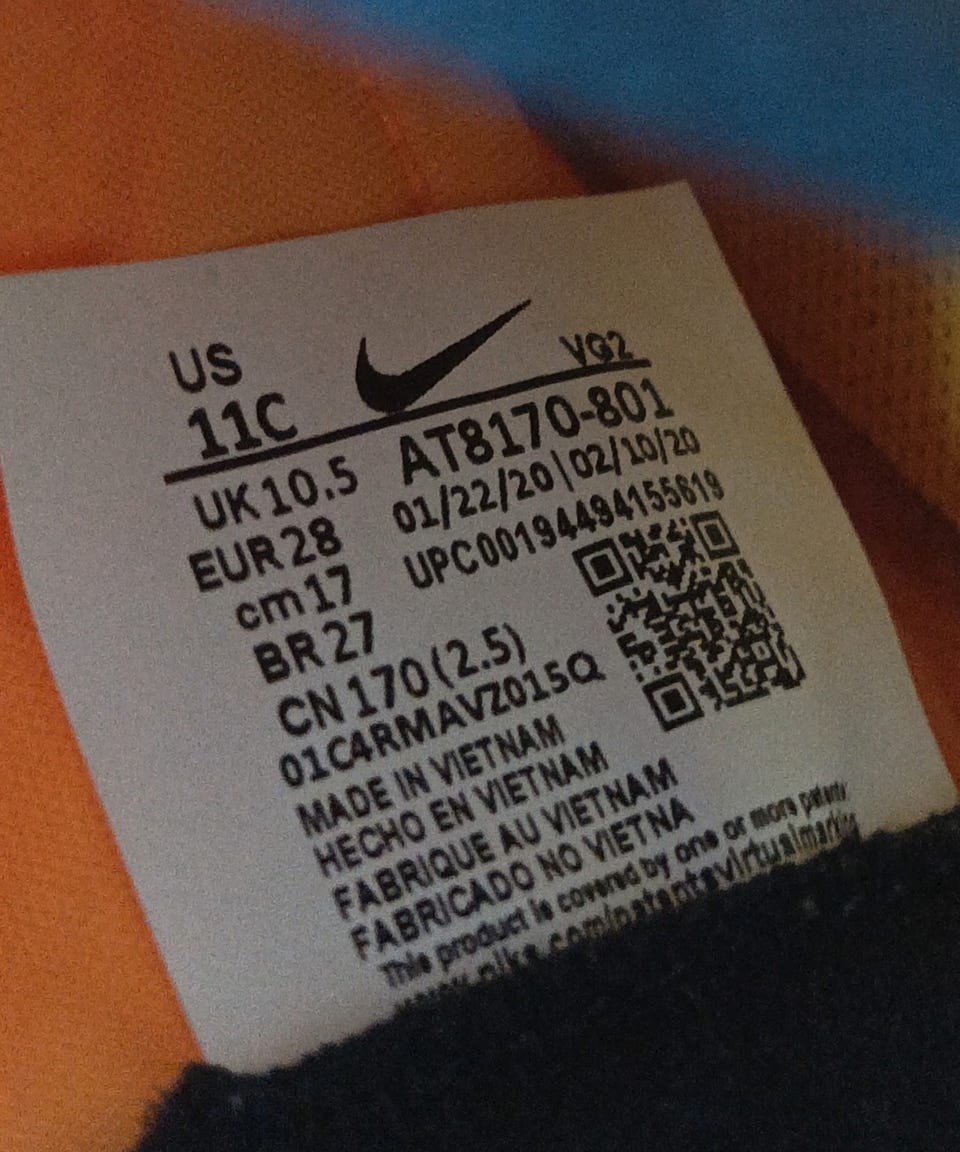 US
11C
VG2
UK 10.5
AT8170-801
EUR 28
01/22/20 | 02/10/20
cm 17
UPC 00194494155619
BR 27
CN 170 (2.5)
01C4RMAVZ015Q
MADE IN VIETNAM
HECHO EN VIETNAM
FABRIQUE AU VIETNAM
FABRICADO NO VIETNA
This product is covered by one or more patents